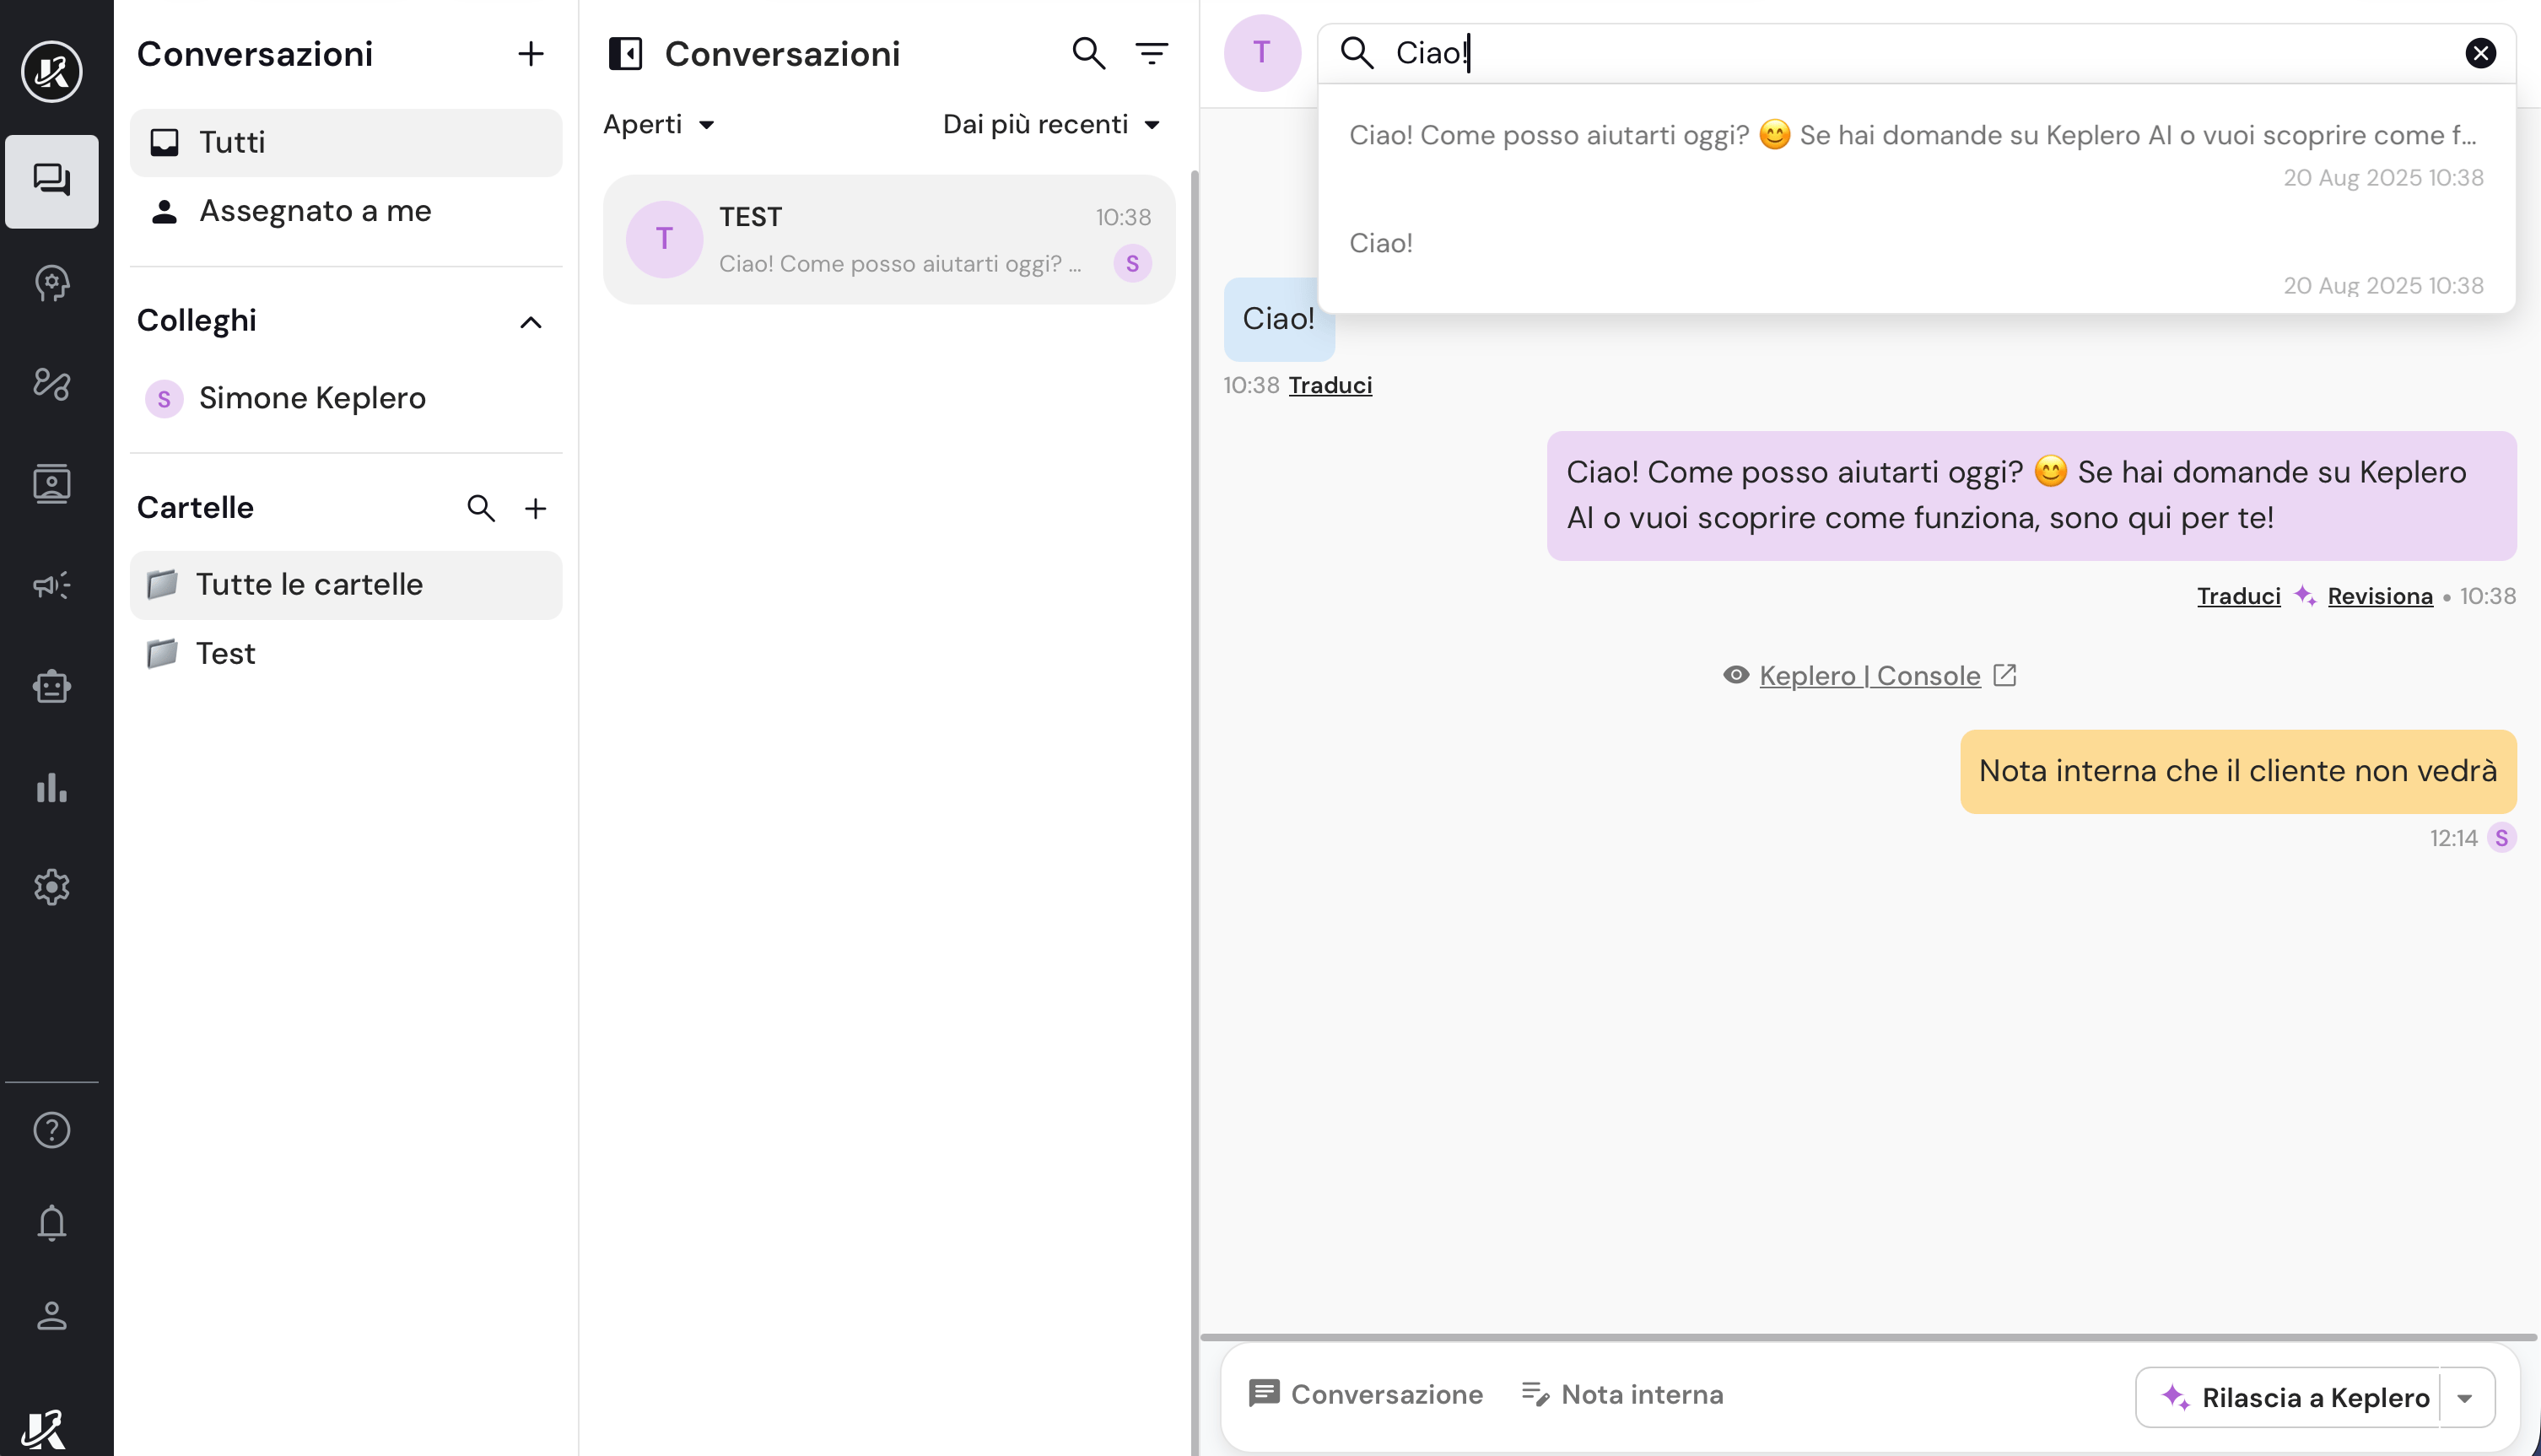 Conversazioni
Tutti
Assegnato a me
Colleghi
S Simone Keplero
Cartelle
Tutte le cartelle
Test
Conversazioni
Aperti
Dai più recenti
T
TEST
10:38
Ciao! Come posso aiutarti oggi? ...
S
T
Ciao!
Ciao! Come posso aiutarti oggi? 😊 Se hai domande su Keplero AI o vuoi scoprire come f...
20 Aug 2025 10:38
Ciao!
20 Aug 2025 10:38
Ciao!
10:38 Traduci
Ciao! Come posso aiutarti oggi? 😊 Se hai domande su Keplero
AI o vuoi scoprire come funziona, sono qui per te!
Traduci Revisiona • 10:38
Keplero | Console
Nota interna che il cliente non vedrà
12:14 S
Conversazione
Nota interna
Rilascia a Keplero